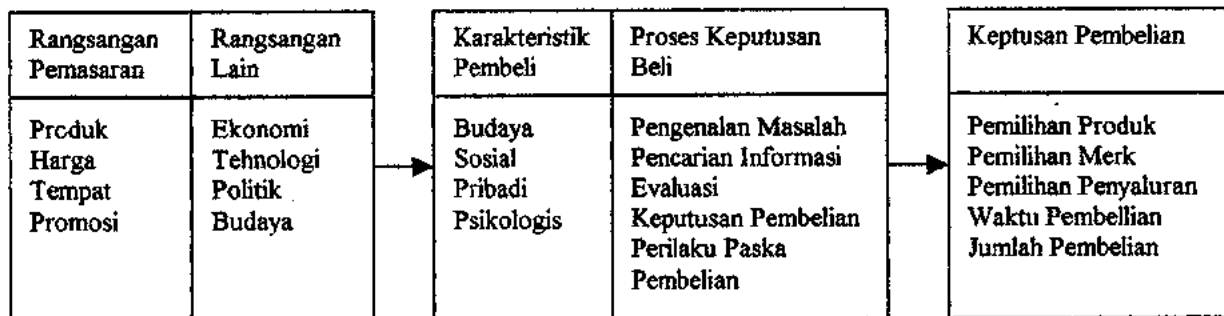 Rangsangan
Pemasaran
Rangsangan
Lain
Produk
Harga
Tempat
Promosi
Ekonomi
Tehnologi
Politik
Budaya
Karakteristik
Pembeli
Proses Keputusan
Beli
Budaya
Sosial
Pribadi
Psikologis
Pengenalan Masalah
Pencarian Informasi
Evaluasi
Keputusan Pembelian
Perilaku Paska
Pembelian
Keptusan Pembelian
Pemilihan Produk
Pemilihan Merk
Pemilihan Penyaluran
Waktu Pembellian
Jumlah Pembelian